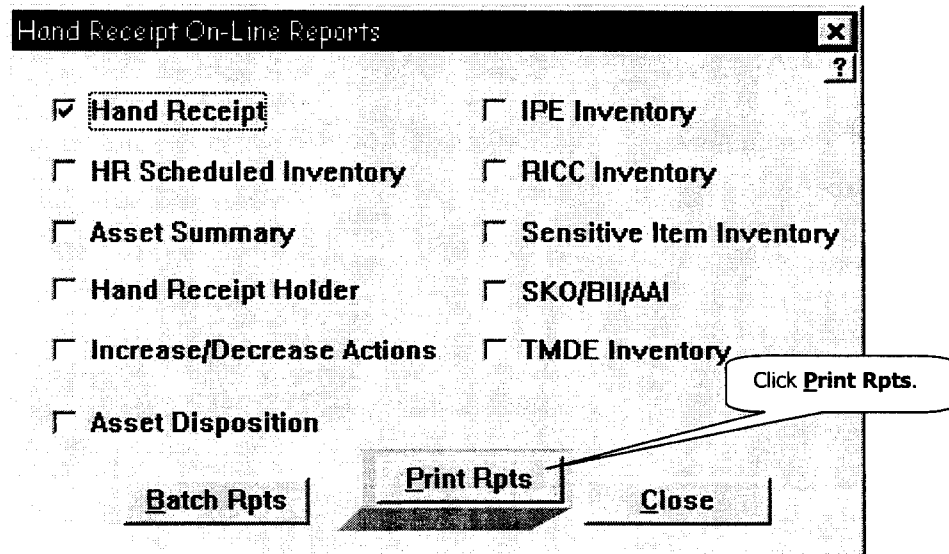 Hand Receipt On-Line Reports
?
Hand Receipt
IPE Inventory
HR Scheduled Inventory
RICC Inventory
Asset Summary
Sensitive Item Inventory
Hand Receipt Holder
SKO/BII/AAI
Increase/Decrease Actions
TMDE Inventory
Click Print Rpts.
Asset Disposition
Batch Rpts
Print Rpts
Close